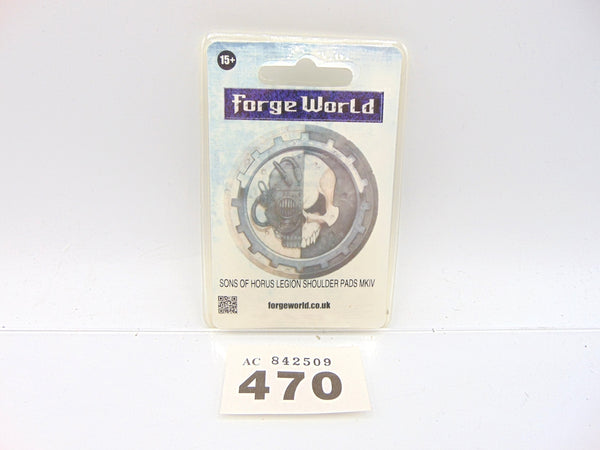 15+
Forge World
SONS OF HORUS LEGION SHOULDER PADS MKIV
forgeworld.co.uk
AC 842509
470